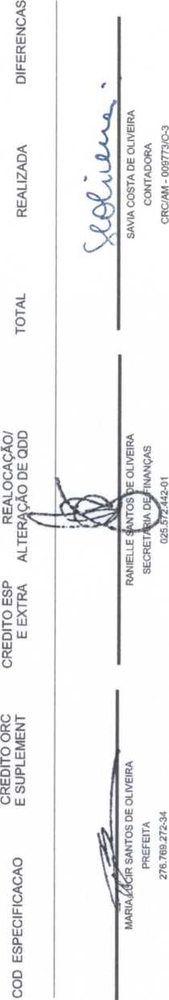 COD ESPECIFICACAO CREDITO ORC E SUPLEMENT CREDITO ESP E EXTRA REALOCAÇÃO/ ALTERAÇÃO DE QDD TOTAL REALIZADA DIFERENCAS
MARIA LUCIR SANTOS DE OLIVEIRA
PREFEITA
276.769.272-34
RANIELLE SANTOS DE OLIVEIRA
SECRETARIA DE FINANÇAS
025.572.442-01
SAVIA COSTA DE OLIVEIRA
CONTADORA
CRC/AM - 009773/O-3